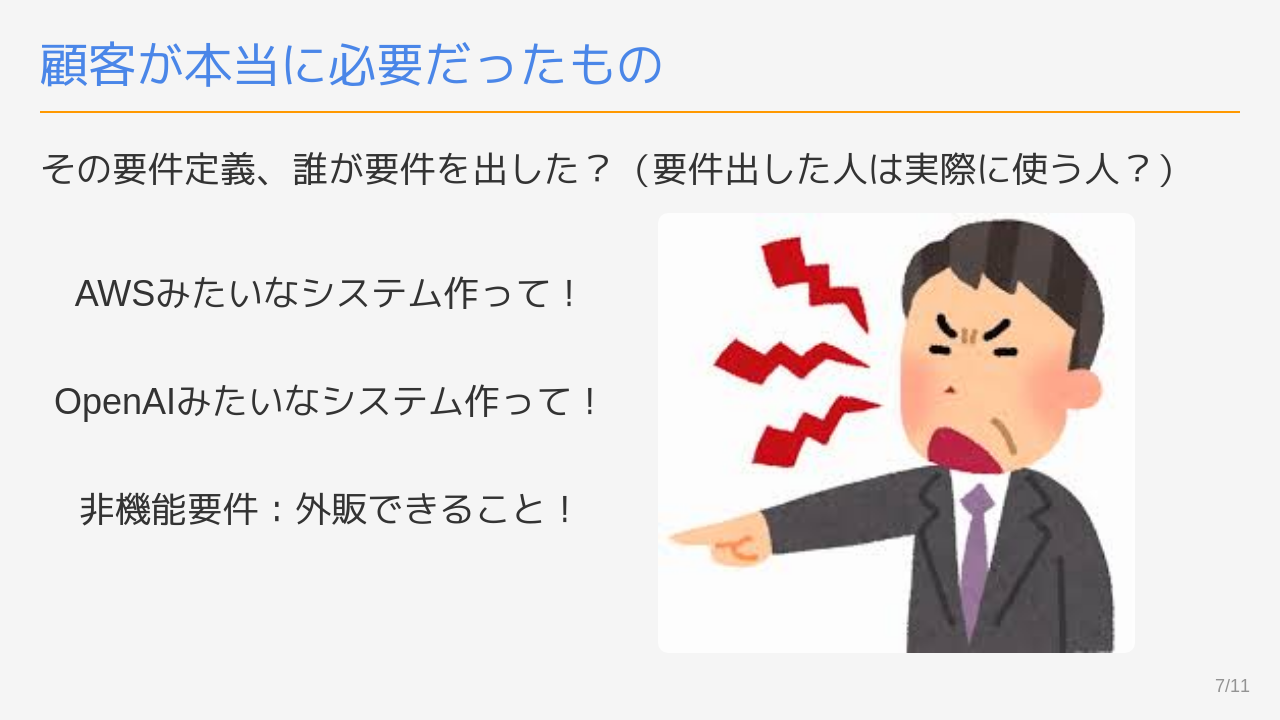 顧客が本当に必要だったもの
その要件定義、誰が要件を出した？（要件出した人は実際に使う人？）
AWSみたいなシステム作って！
OpenAIみたいなシステム作って！
非機能要件：外販できること！
7/11